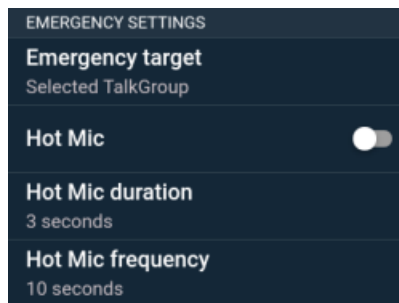 EMERGENCY SETTINGS
Emergency target
Selected TalkGroup
Hot Mic
Hot Mic duration
3 seconds
Hot Mic frequency
10 seconds